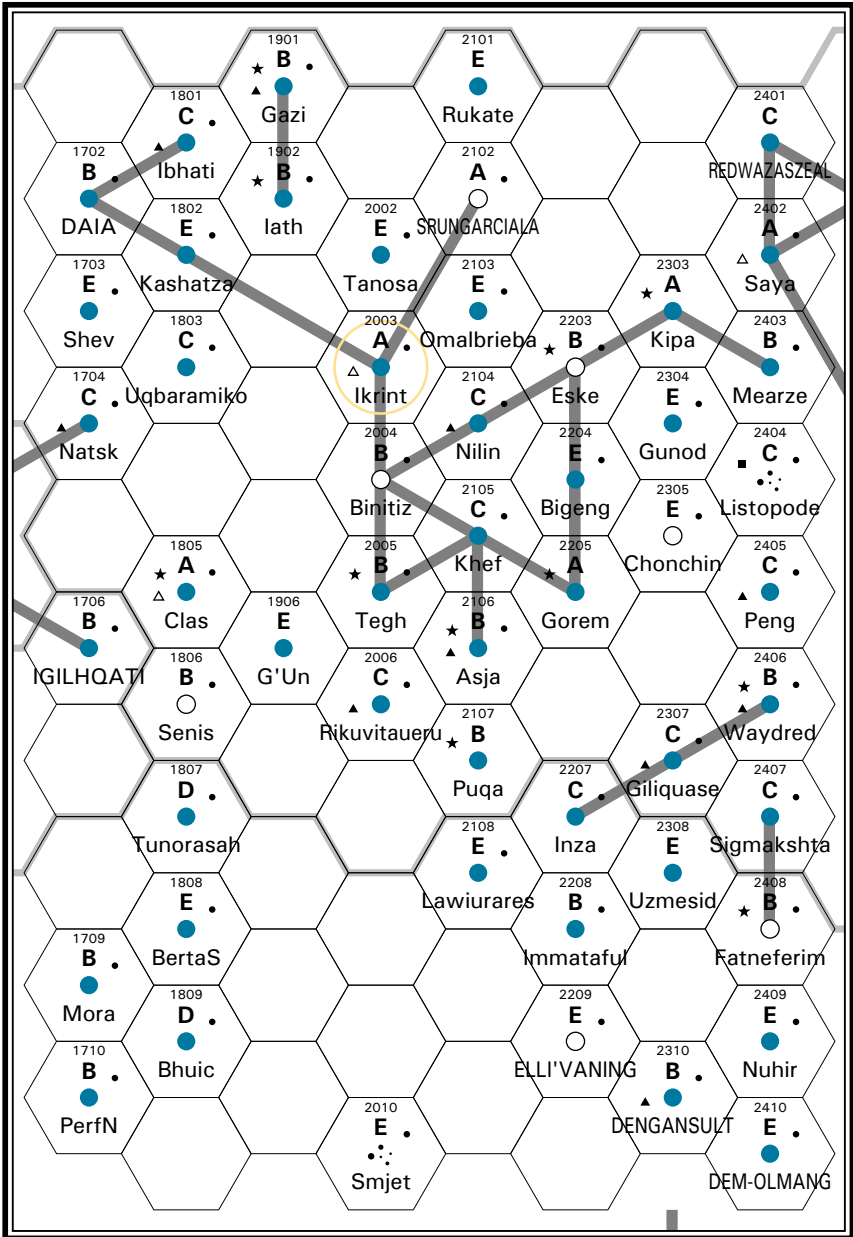 1901
B
Gazi
2101
E
Rukate
1801
C
Ibhati
2401
C
REDWAZASZEAL
1702
B
DAIA
1902
B
Iath
2102
A
SRUNGARCIALA
1802
E
Kashatza
2002
E
Tanosa
2402
A
Saya
1703
E
Shev
2103
E
Omalbrieba
2303
A
Kipa
1803
C
Uqbaramiko
2003
A
Ikrint
2203
B
Eske
2403
B
Mearze
1704
C
Natsk
2104
C
Nilin
2304
E
Gunod
2004
B
Binitiz
2204
E
Bigeng
2404
C
Listopode
2105
C
Khef
2305
E
Chonchin
1805
A
Clas
2005
B
Tegh
2205
A
Gorem
2405
C
Peng
1706
B
IGILHQATI
1906
E
G'Un
2106
B
Asja
1806
B
Senis
2006
C
Rikuvitaueru
2406
B
Waydred
2107
B
Puqa
2307
C
Giliquase
1807
D
Tunorasah
2207
C
Inza
2407
C
Sigmakshta
2108
E
Lawiurares
2308
E
Uzmesid
1808
E
BertaS
2208
B
Immataful
2408
B
Fatneferim
1709
B
Mora
1809
D
Bhuic
2209
E
ELLI'VANING
2409
E
Nuhir
1710
B
PerfN
2310
B
DENGANSULT
2010
E
Smjet
2410
E
DEM-OLMANG